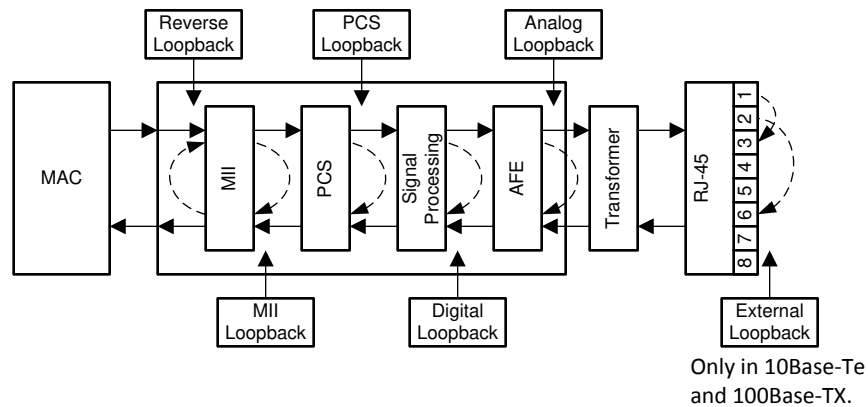 Reverse
Loopback
PCS
Loopback
Analog
Loopback
MAC
MII
PCS
Signal
Processing
AFE
Transformer
RJ-45
1
2
3
4
5
6
7
8
MII
Loopback
Digital
Loopback
External
Loopback
Only in 10Base-Te
and 100Base-TX.